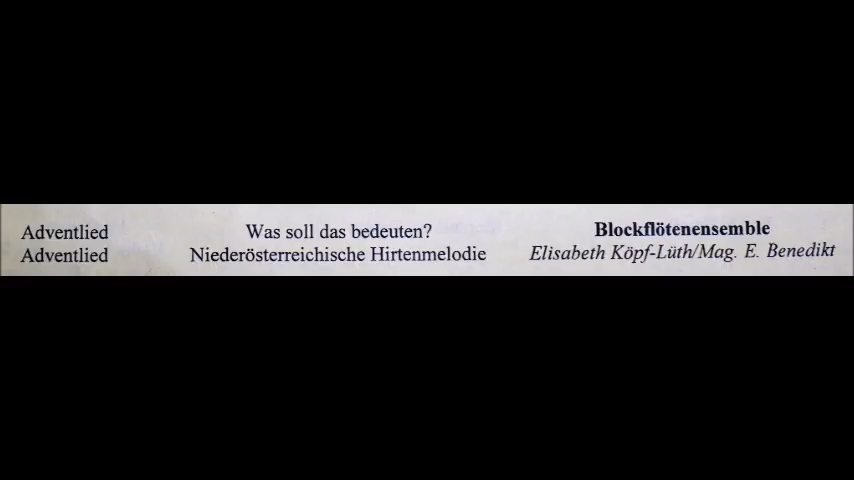 Adventlied Was soll das bedeuten? Blockflötenensemble
Adventlied Niederösterreichische Hirtenmelodie Elisabeth Köpf-Lüth/Mag. E. Benedikt